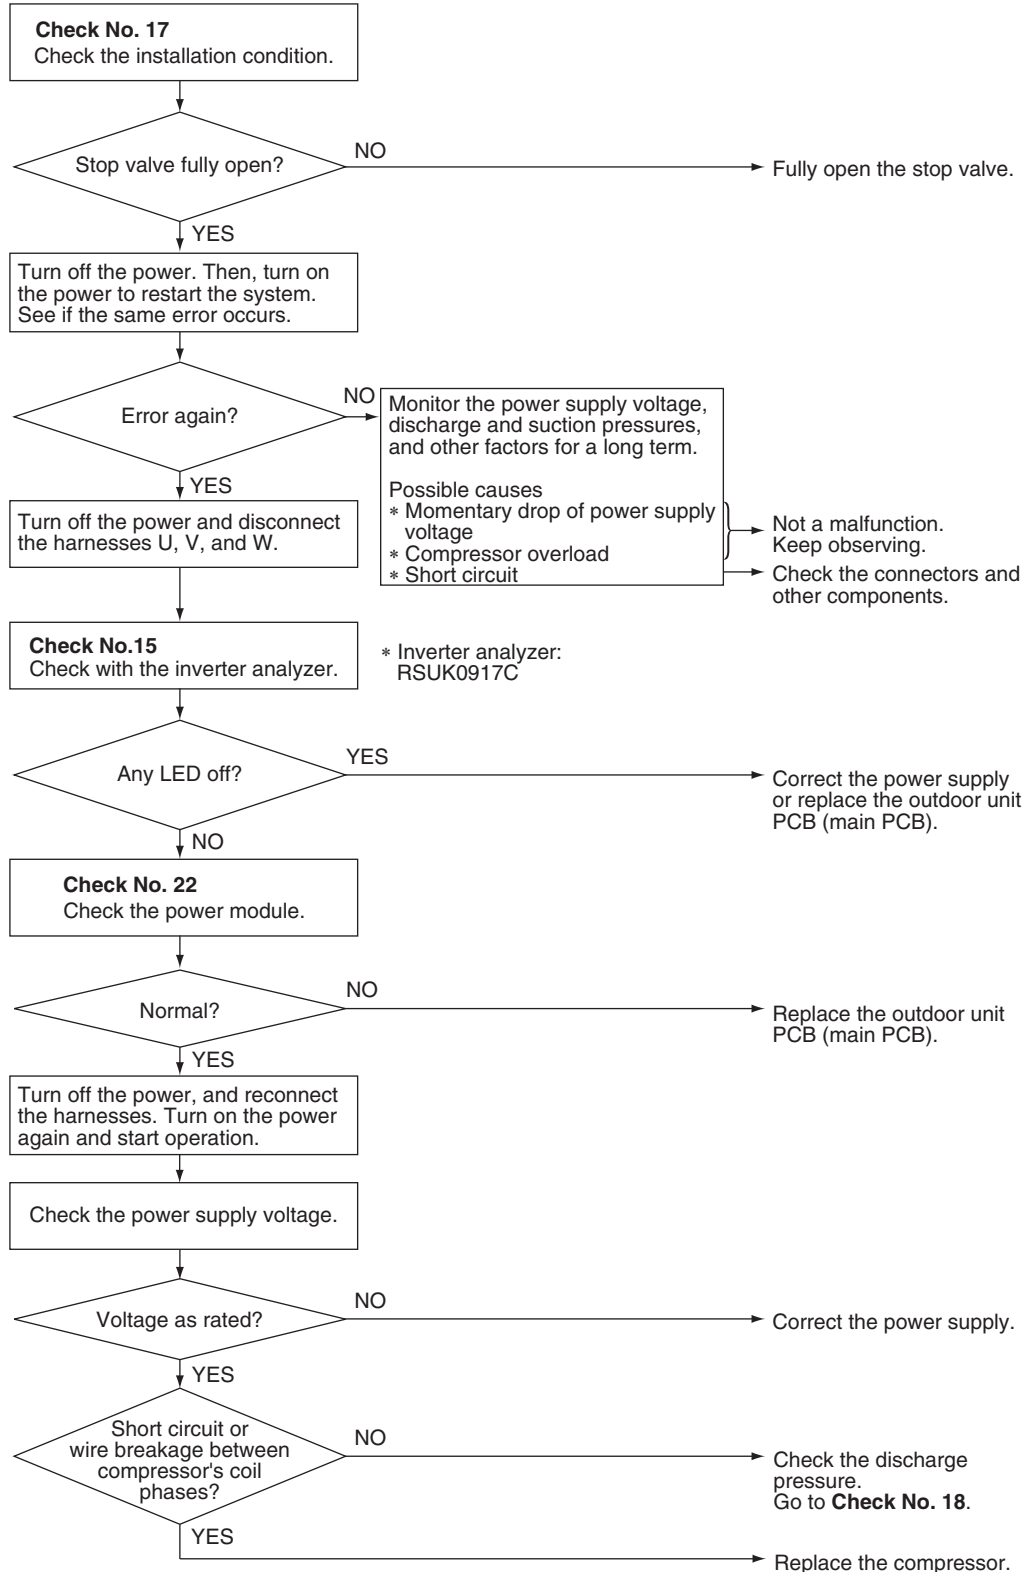 Check No. 17
Check the installation condition.
Stop valve fully open?
NO
Fully open the stop valve.
YES
Turn off the power. Then, turn on
the power to restart the system.
See if the same error occurs.
Error again?
NO
Monitor the power supply voltage,
discharge and suction pressures,
and other factors for a long term.
Possible causes
* Momentary drop of power supply
voltage
* Compressor overload
* Short circuit
Not a malfunction.
Keep observing.
Check the connectors and
other components.
YES
Turn off the power and disconnect
the harnesses U, V, and W.
Check No.15
Check with the inverter analyzer.
* Inverter analyzer:
RSUK0917C
Any LED off?
YES
Correct the power supply
or replace the outdoor unit
PCB (main PCB).
NO
Check No. 22
Check the power module.
Normal?
NO
Replace the outdoor unit
PCB (main PCB).
YES
Turn off the power, and reconnect
the harnesses. Turn on the power
again and start operation.
Check the power supply voltage.
Voltage as rated?
NO
Correct the power supply.
YES
Short circuit or
wire breakage between
compressor's coil
phases?
NO
Check the discharge
pressure.
Go to Check No. 18.
YES
Replace the compressor.